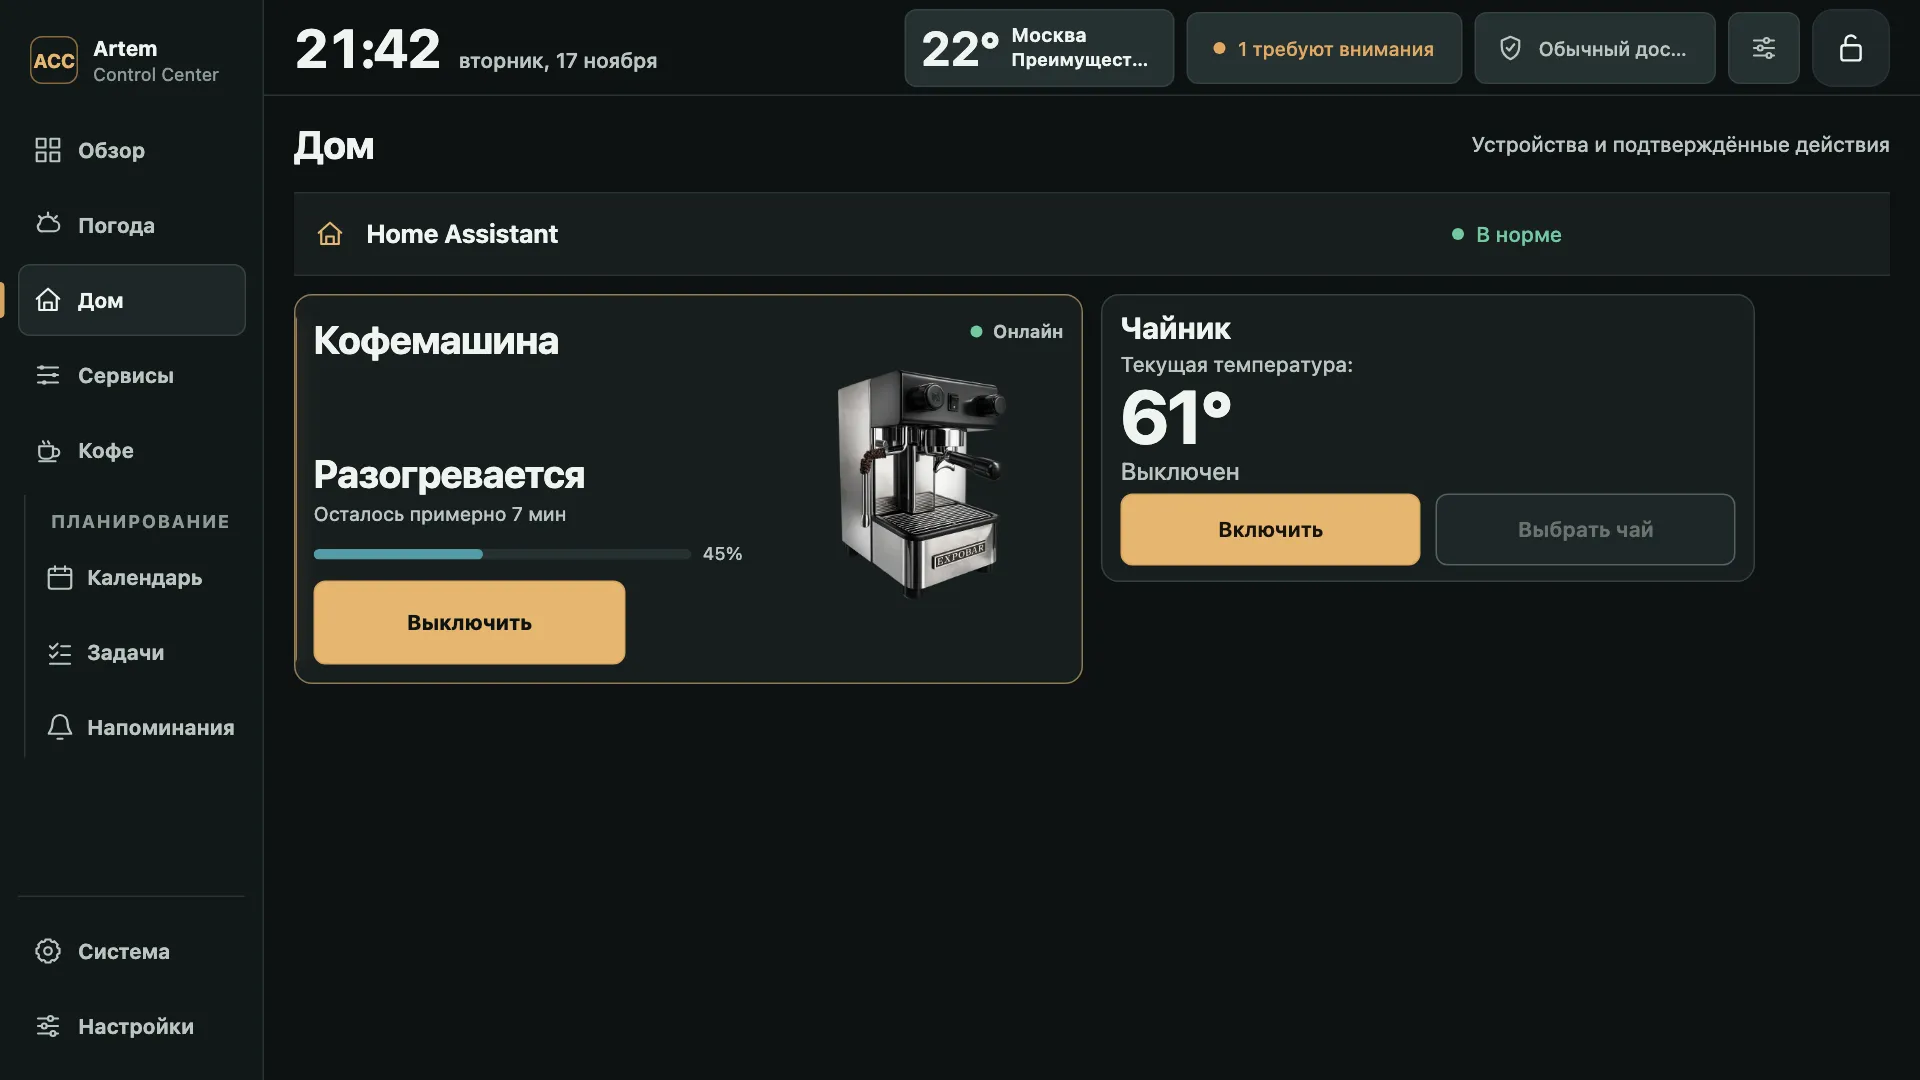 ACC
Artem
Control Center
Обзор
Погода
Дом
Сервисы
Кофе
ПЛАНИРОВАНИЕ
Календарь
Задачи
Напоминания
Система
Настройки
21:42 вторник, 17 ноября
22°
Москва
Преимущест...
1 требуют внимания
Обычный дос...
Дом
Устройства и подтверждённые действия
Home Assistant
В норме
Кофемашина
Онлайн
Разогревается
Осталось примерно 7 мин
45%
Выключить
EXPOBAR
Чайник
Текущая температура:
61°
Выключен
Включить
Выбрать чай